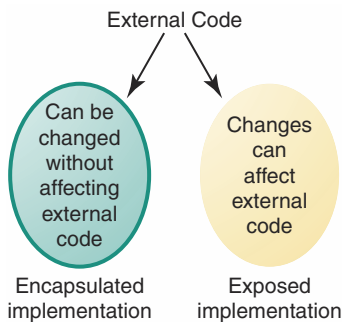 External Code
Can be
changed
without
affecting
external
code
Changes
can
affect
external
code
Encapsulated
implementation
Exposed
implementation